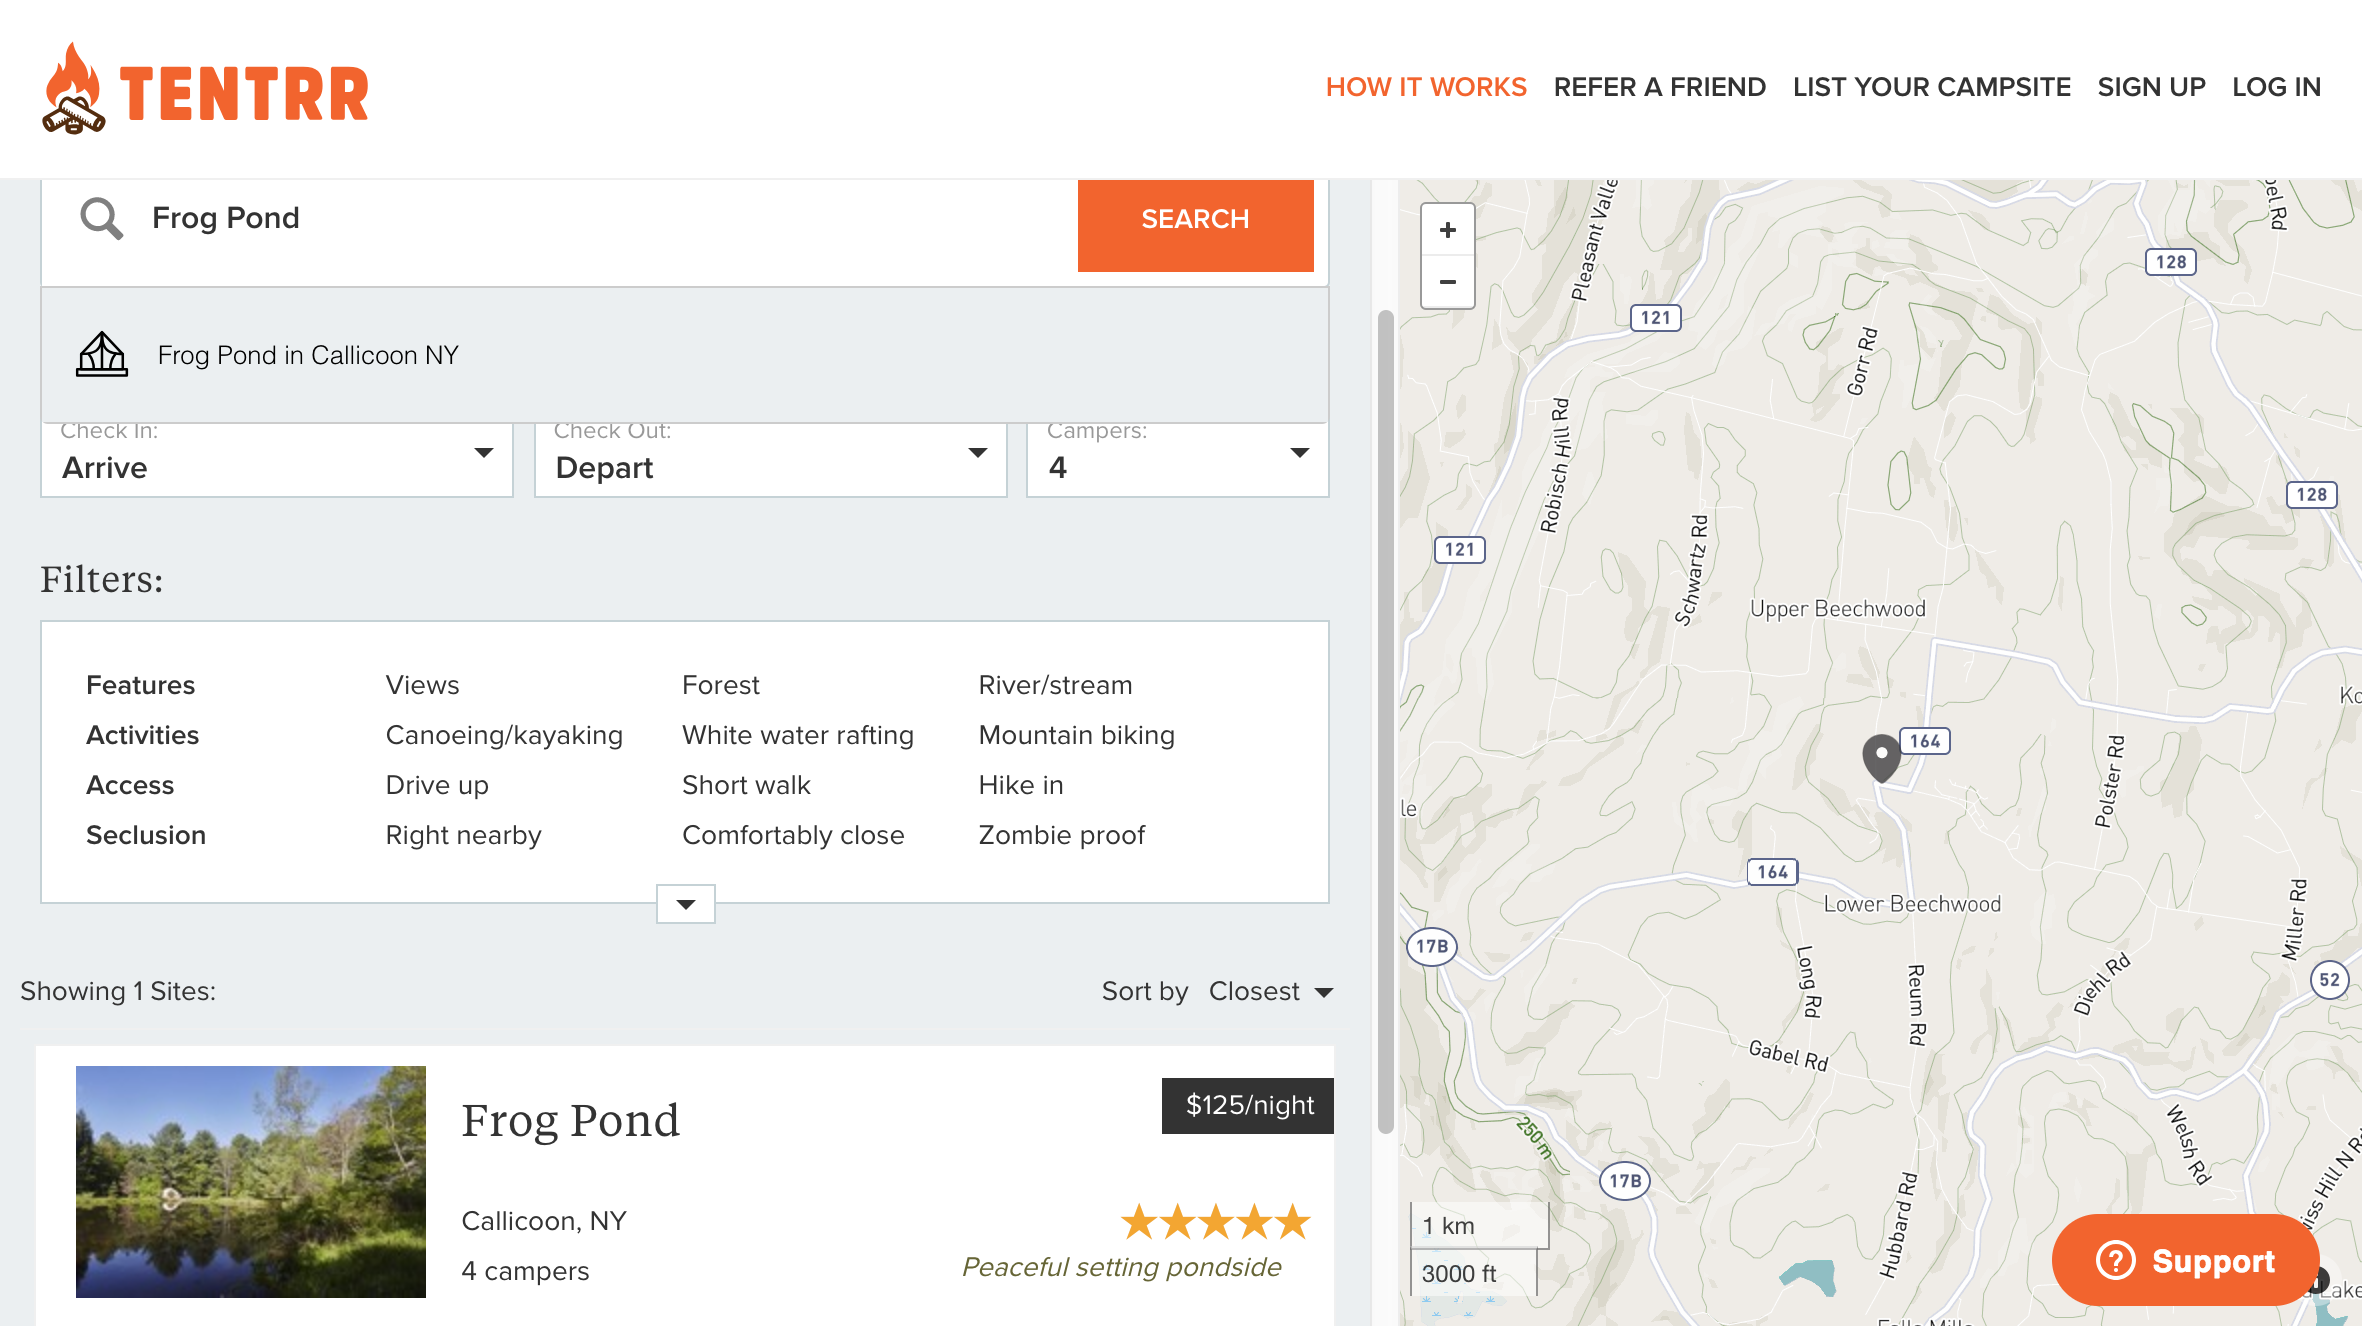 TENTRR
HOW IT WORKS REFER A FRIEND LIST YOUR CAMPSITE SIGN UP LOG IN
Frog Pond
SEARCH
Frog Pond in Callicoon NY
Check In:
Arrive
Check Out:
Depart
Campers:
4
Filters:
Features Views Forest River/stream
Activities Canoeing/kayaking White water rafting Mountain biking
Access Drive up Short walk Hike in
Seclusion Right nearby Comfortably close Zombie proof
Showing 1 Sites:
Sort by Closest
Frog Pond
$125/night
Callicoon, NY
4 campers
Peaceful setting pondside
+
−
128
121
Gorr Rd
Robisch Hill Rd
128
121
Schwartz Rd
Upper Beechwood
164
Polster Rd
164
Lower Beechwood
Miller Rd
17B
Long Rd
Reum Rd
Diehl Rd
52
Gabel Rd
250 m
Welsh Rd
17B
Hubbard Rd
1 km
3000 ft
Support